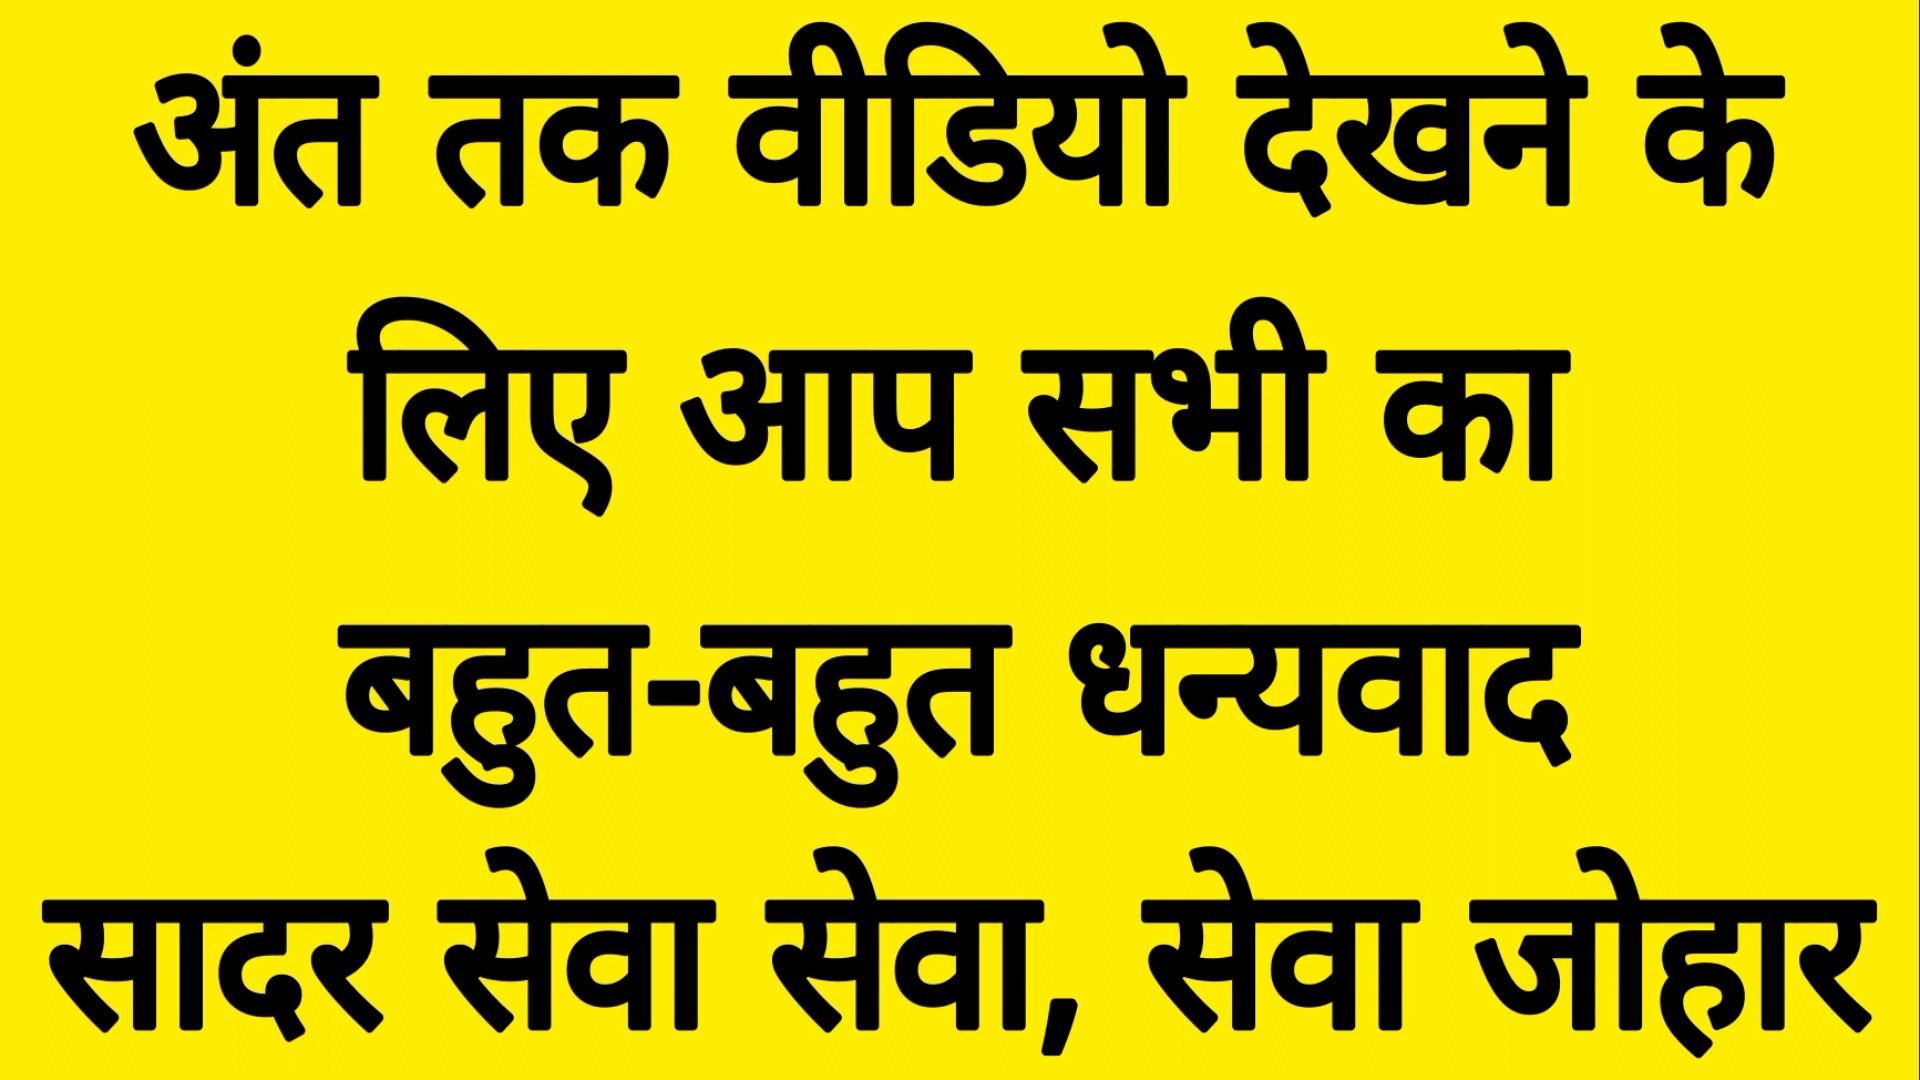 अंत तक वीडियो देखने के
लिए आप सभी का
बहुत-बहुत धन्यवाद
सादर सेवा सेवा, सेवा जोहार